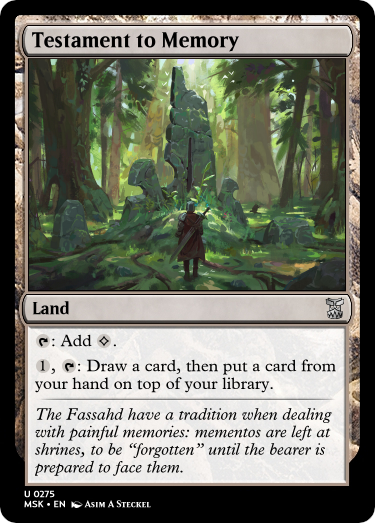 Testament to Memory
Land
: Add .
1, : Draw a card, then put a card from
your hand on top of your library.
The Fassahd have a tradition when dealing
with painful memories: mementos are left at
shrines, to be “forgotten” until the bearer is
prepared to face them.
U 0275
MSK • EN Asim A Steckel